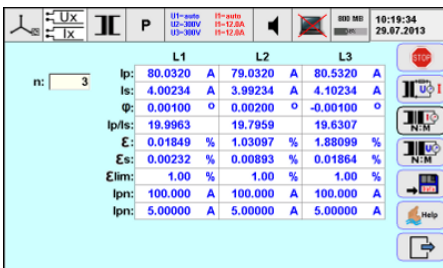 Ux
Ix
P
U1=auto
U2=300V
U3=300V
I1=auto
I1=12.0A
I1=12.0A
800 MB
10:19:34
29.07.2013
n: 3
L1 L2 L3
Ip: 80.0320 A 79.0320 A 80.5320 A
Is: 4.00234 A 3.99234 A 4.10234 A
φ: 0.00100 ° 0.00200 ° -0.00100 °
Ip/Is: 19.9963 19.7959 19.6307
Ɛ: 0.01849 % 1.03097 % 1.88099 %
Ɛs: 0.00232 % 0.00893 % 0.01864 %
Ɛlim: 1.00 % 1.00 % 1.00 %
Ipn: 100.000 A 100.000 A 100.000 A
Ipn: 5.00000 A 5.00000 A 5.00000 A
STOP
U I
I
N:M
U
N:M
Help